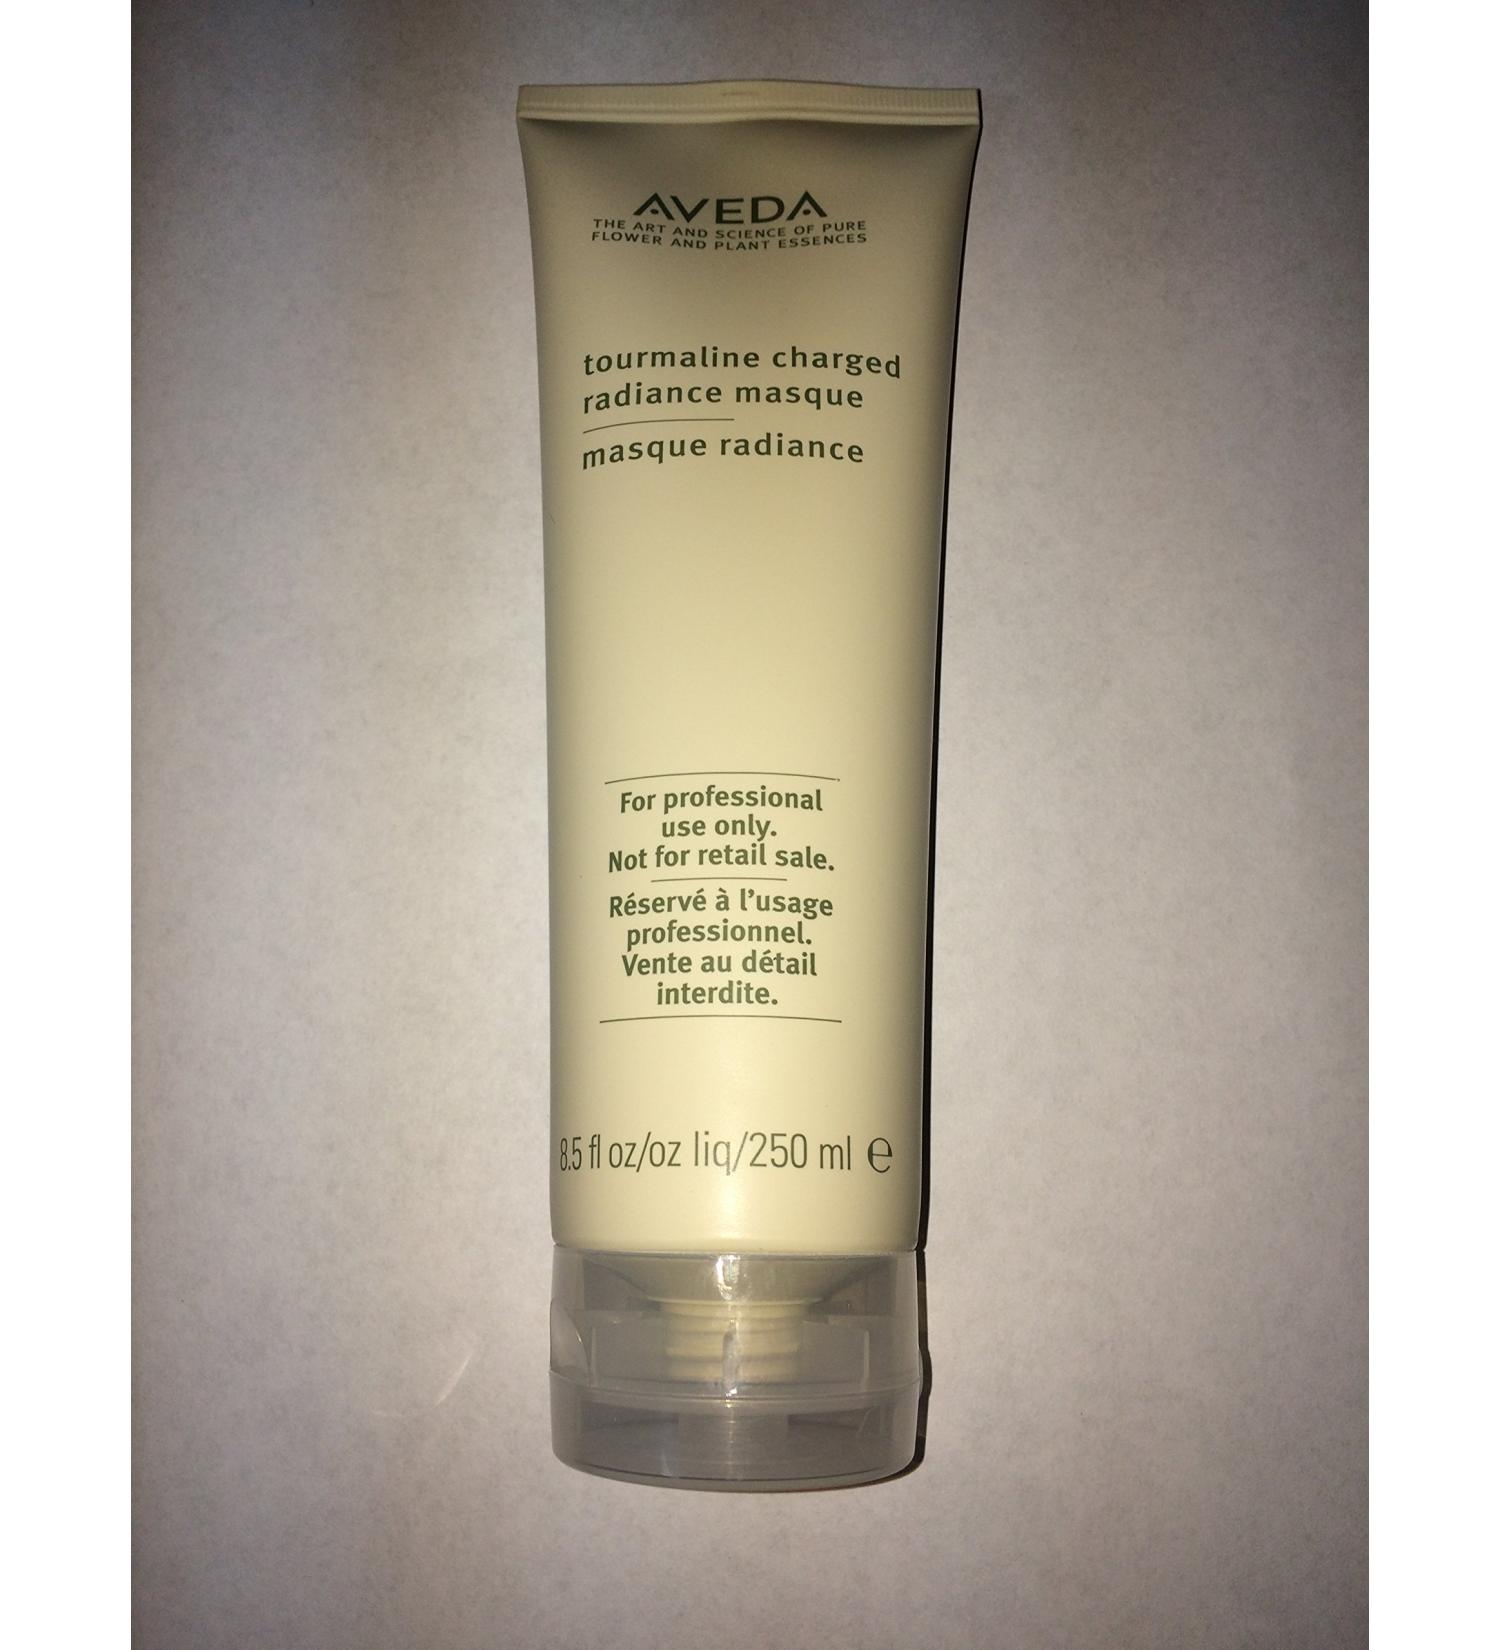 AVEDA
THE ART AND SCIENCE OF PURE
FLOWER AND PLANT ESSENCES
tourmaline charged
radiance masque
masque radiance
For professional
use only.
Not for retail sale.
Réservé à l'usage
professionnel.
Vente au détail
interdite.
8.5 fl oz/oz liq/250 ml ℮